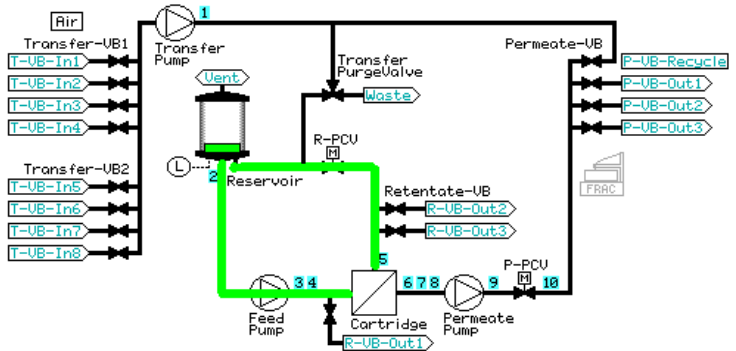 1
Air
Transfer-VB1
T-VB-In1
T-VB-In2
T-VB-In3
T-VB-In4
Transfer
Pump
Transfer
PurgeValve
Waste
Permeate-VB
P-VB-Recycle
P-VB-Out1
P-VB-Out2
P-VB-Out3
Vent
R-PCV
M
L
2
Reservoir
Transfer-VB2
T-VB-In5
T-VB-In6
T-VB-In7
T-VB-In8
Retentate-VB
R-VB-Out2
R-VB-Out3
FRAC
5
P-PCV
M
3 4
6 7 8
9
10
Feed
Pump
Cartridge
Permeate
Pump
R-VB-Out1